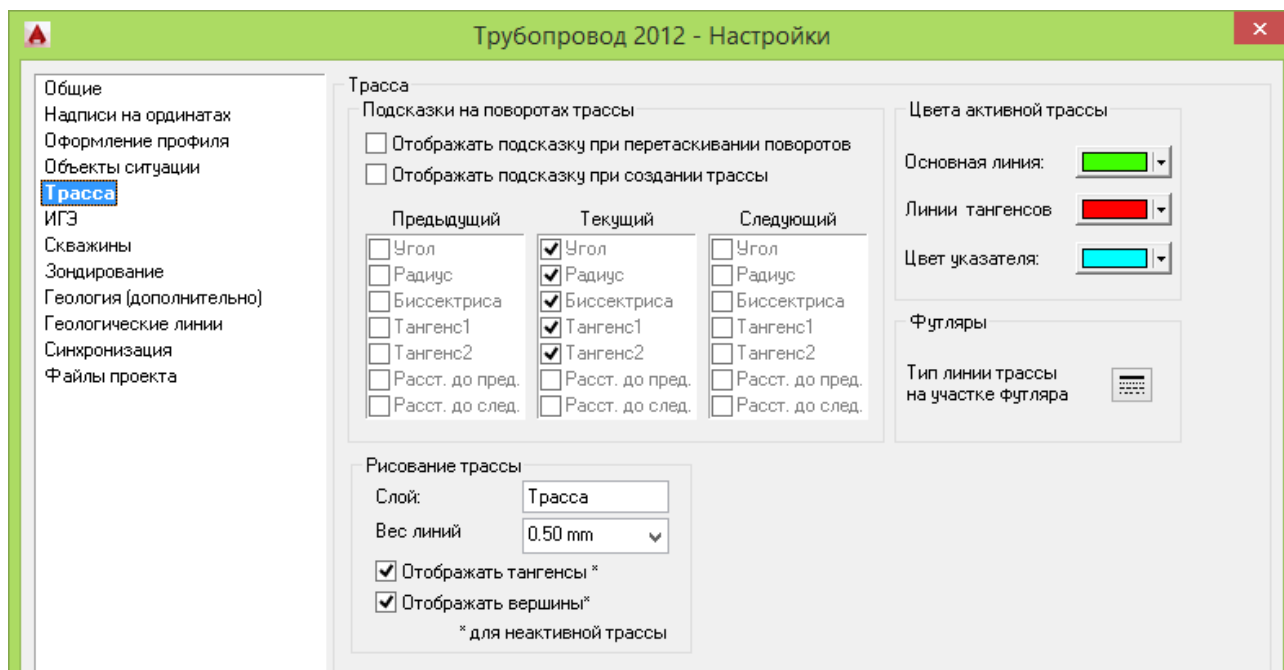 Трубопровод 2012 - Настройки
Общие
Надписи на ординатах
Оформление профиля
Объекты ситуации
Трасса
ИГЭ
Скважины
Зондирование
Геология (дополнительно)
Геологические линии
Синхронизация
Файлы проекта
Трасса
Подсказки на поворотах трассы
Отображать подсказку при перетаскивании поворотов
Отображать подсказку при создании трассы
Предыдущий Текущий Следующий
Угол Угол Угол
Радиус Радиус Радиус
Биссектриса Биссектриса Биссектриса
Тангенс1 Тангенс1 Тангенс1
Тангенс2 Тангенс2 Тангенс2
Расст. до пред. Расст. до пред. Расст. до пред.
Расст. до след. Расст. до след. Расст. до след.
Цвета активной трассы
Основная линия:
Линии тангенсов
Цвет указателя:
Футляры
Тип линии трассы
на участке футляра
Рисование трассы
Слой: Трасса
Вес линий 0.50 mm
Отображать тангенсы *
Отображать вершины*
* для неактивной трассы